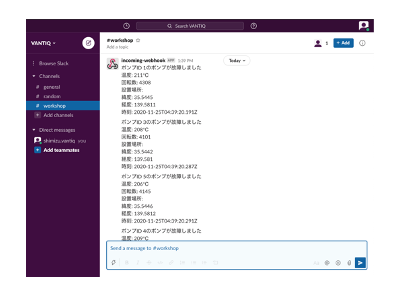 Search VANTIQ
VANTIQ
#workshop
Add a topic
1
+ Add
Browse Slack
Channels
# general
# random
# workshop
+ Add channels
Direct messages
shimizu.vantiq you
+ Add teammates
incoming-webhook APP 1:20 PM
Today
ポンプID 1のポンプが故障しました
温度: 211°C
回転数: 4308
設置場所:
緯度: 35.5445
経度: 139.5811
時刻: 2020-11-25T04:39:20.191Z
ポンプID 3のポンプが故障しました
温度: 208°C
回転数: 4101
設置場所:
緯度: 35.5442
経度: 139.581
時刻: 2020-11-25T04:39:20.287Z
ポンプID 5のポンプが故障しました
温度: 206°C
回転数: 4145
設置場所:
緯度: 35.5446
経度: 139.5812
時刻: 2020-11-25T04:39:20.292Z
ポンプID 4のポンプが故障しました
温度: 209°C
Send a message to #workshop